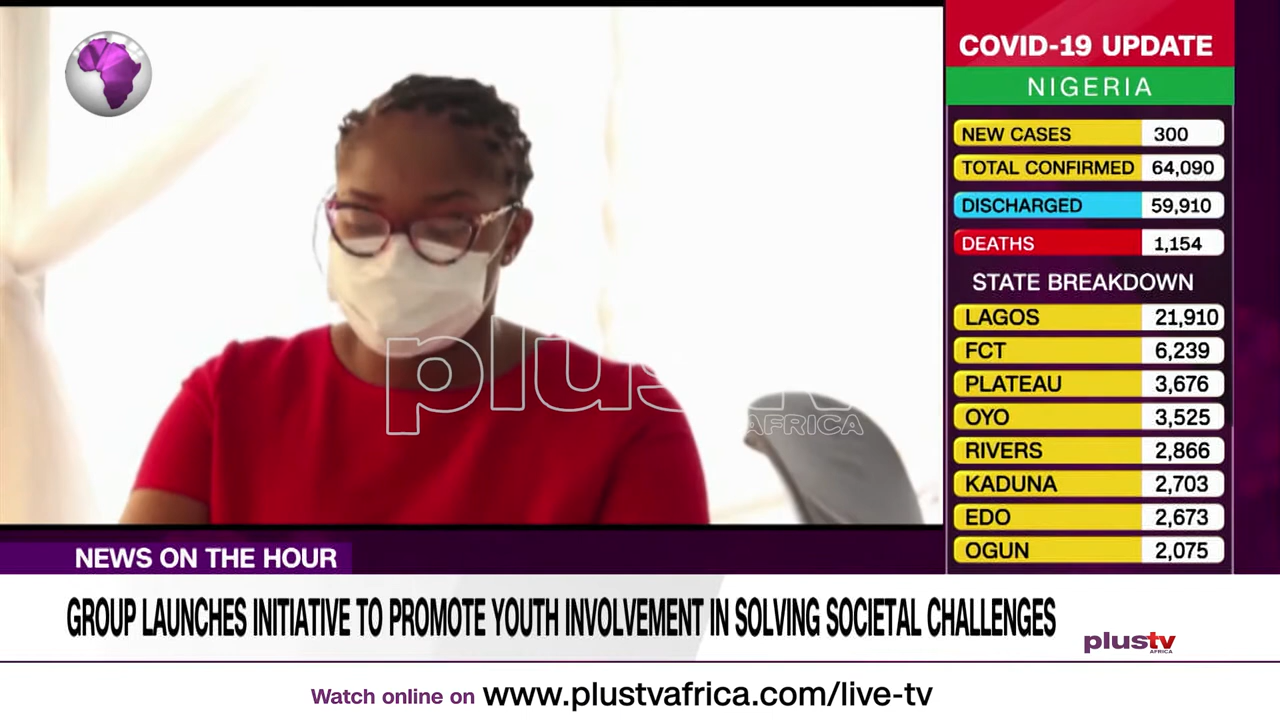 COVID-19 UPDATE
NIGERIA
NEW CASES 300
TOTAL CONFIRMED 64,090
DISCHARGED 59,910
DEATHS 1,154
STATE BREAKDOWN
LAGOS 21,910
FCT 6,239
PLATEAU 3,676
OYO 3,525
RIVERS 2,866
KADUNA 2,703
EDO 2,673
OGUN 2,075
plustv
AFRICA
NEWS ON THE HOUR
GROUP LAUNCHES INITIATIVE TO PROMOTE YOUTH INVOLVEMENT IN SOLVING SOCIETAL CHALLENGES
plustv
AFRICA
Watch online on www.plustvafrica.com/live-tv